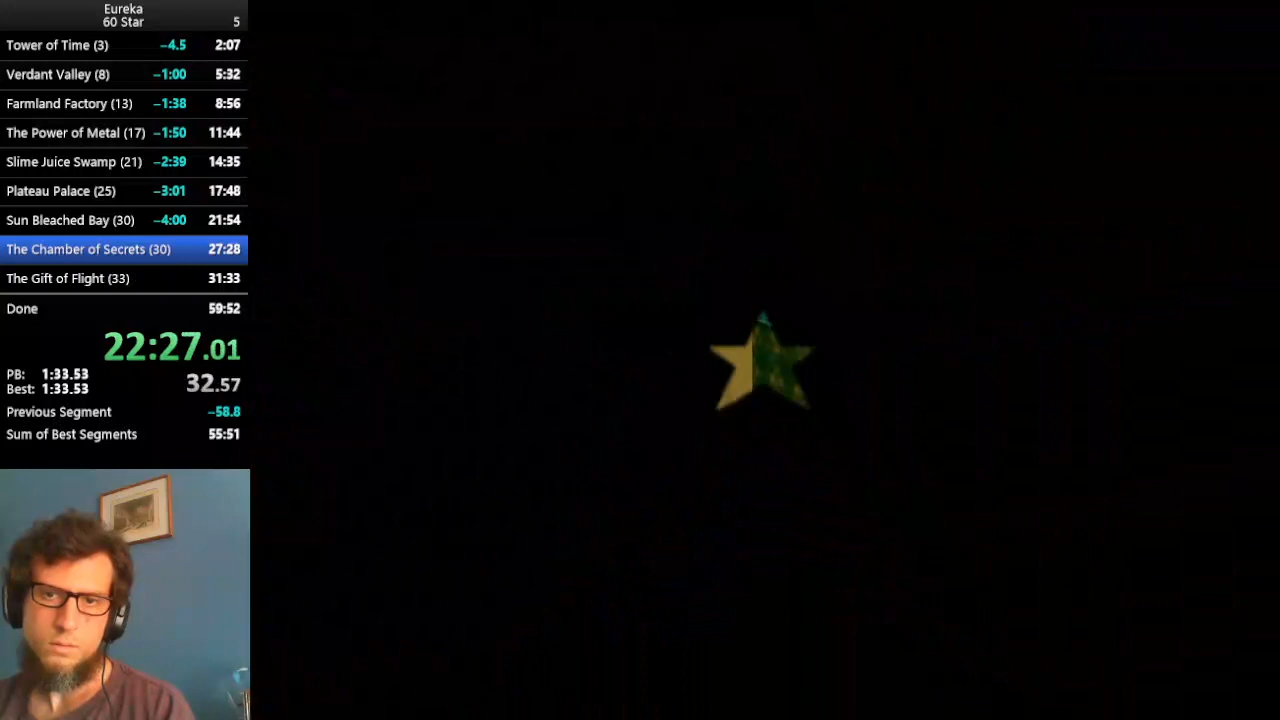 Eureka
60 Star 5
Tower of Time (3) −4.5 2:07
Verdant Valley (8) −1:00 5:32
Farmland Factory (13) −1:38 8:56
The Power of Metal (17) −1:50 11:44
Slime Juice Swamp (21) −2:39 14:35
Plateau Palace (25) −3:01 17:48
Sun Bleached Bay (30) −4:00 21:54
The Chamber of Secrets (30) 27:28
The Gift of Flight (33) 31:33
Done 59:52
22:27.01
PB: 1:33.53
32.57
Best: 1:33.53
Previous Segment −58.8
Sum of Best Segments 55:51